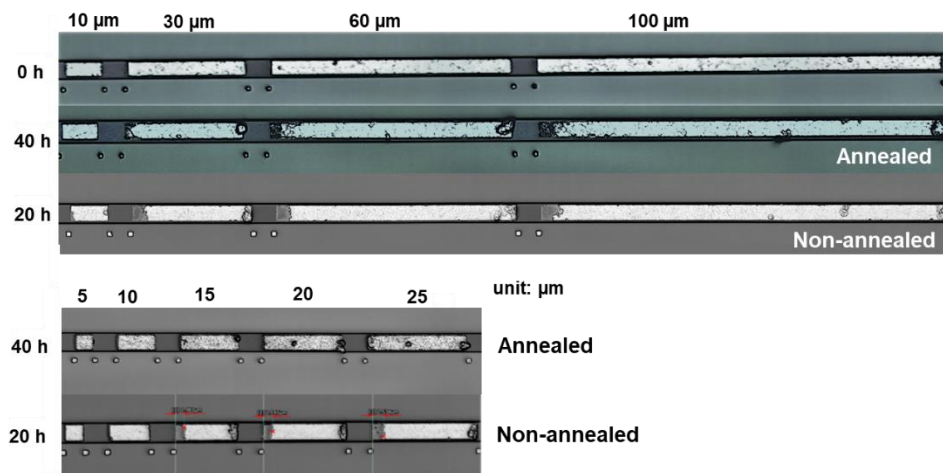 10 µm 30 µm 60 µm 100 µm
0 h
40 h
Annealed
20 h
Non-annealed
5 10 15 20 25 unit: µm
40 h Annealed
20 h Non-annealed